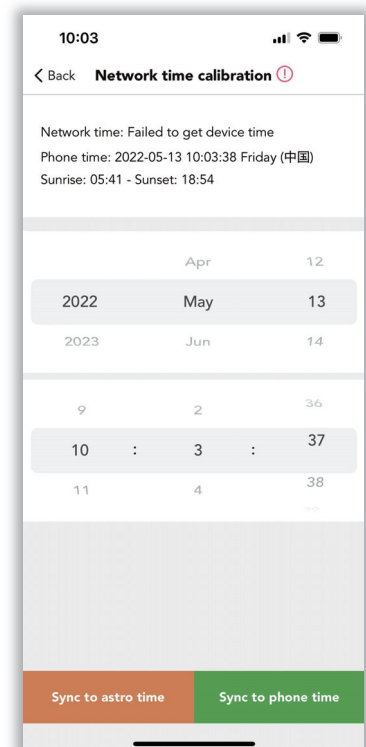 10:03
Back Network time calibration
Network time: Failed to get device time
Phone time: 2022-05-13 10:03:38 Friday (中国)
Sunrise: 05:41 - Sunset: 18:54
Apr 12
2022 May 13
2023 Jun 14
9 2 36
10 : 3 : 37
11 4 38
Sync to astro time Sync to phone time